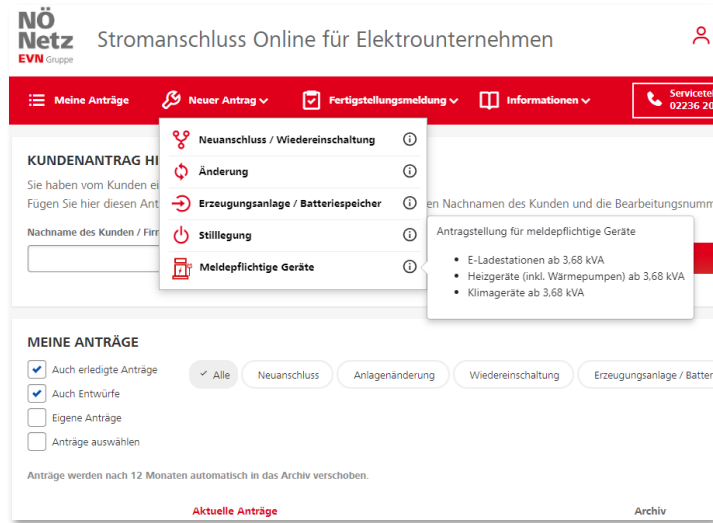 NÖ
Netz
EVN Gruppe
Stromanschluss Online für Elektrounternehmen
Meine Anträge
Neuer Antrag
Fertigstellungsmeldung
Informationen
Servicetel
02236 20
Neuanschluss / Wiedereinschaltung
Änderung
Erzeugungsanlage / Batteriespeicher
Stilllegung
Meldepflichtige Geräte
Antragstellung für meldepflichtige Geräte
• E-Ladestationen ab 3,68 kVA
• Heizgeräte (inkl. Wärmepumpen) ab 3,68 kVA
• Klimageräte ab 3,68 kVA
KUNDENANTRAG HI
Sie haben vom Kunden ei
Fügen Sie hier diesen Ant en Nachnamen des Kunden und die Bearbeitungsnumm
Nachname des Kunden / Firr
MEINE ANTRÄGE
Auch erledigte Anträge
Auch Entwürfe
Eigene Anträge
Anträge auswählen
Alle Neuanschluss Anlagenänderung Wiedereinschaltung Erzeugungsanlage / Batter
Anträge werden nach 12 Monaten automatisch in das Archiv verschoben.
Aktuelle Anträge Archiv